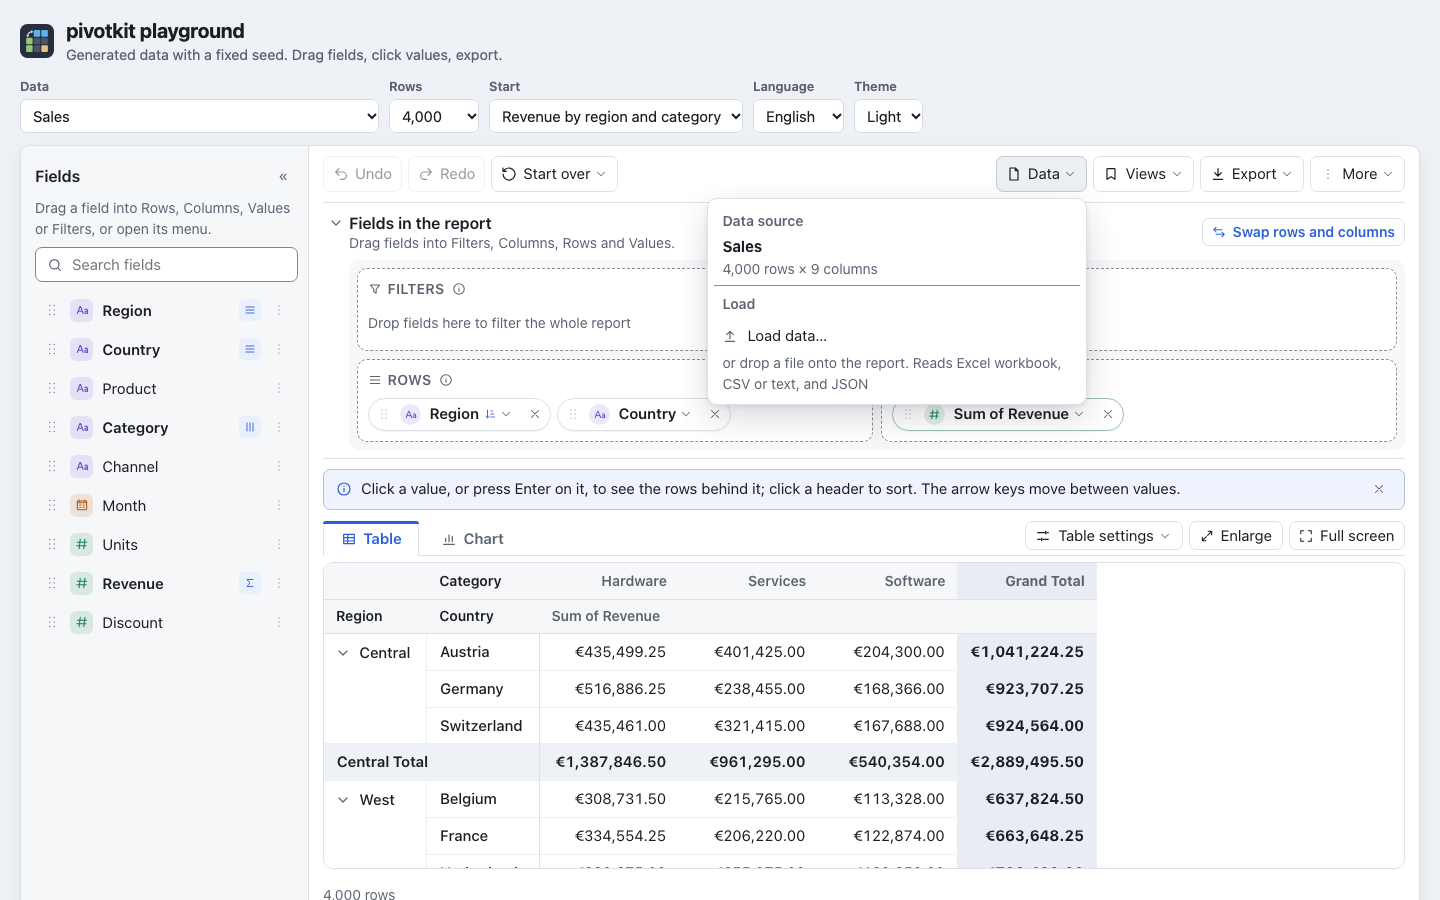 pivotkit playground
Generated data with a fixed seed. Drag fields, click values, export.
Data
Rows
Start
Language
Theme
Sales
4,000
Revenue by region and category
English
Light
Fields
«
Drag a field into Rows, Columns, Values
or Filters, or open its menu.
Search fields
Aa Region
Aa Country
Aa Product
Aa Category
Aa Channel
Month
# Units
# Revenue Σ
# Discount
Undo
Redo
Start over
Data
Views
Export
More
Fields in the report
Drag fields into Filters, Columns, Rows and Values.
Swap rows and columns
FILTERS
Drop fields here to filter the whole report
ROWS
Aa Region
Aa Country
# Sum of Revenue
Data source
Sales
4,000 rows × 9 columns
Load
Load data...
or drop a file onto the report. Reads Excel workbook,
CSV or text, and JSON
Click a value, or press Enter on it, to see the rows behind it; click a header to sort. The arrow keys move between values.
Table
Chart
Table settings
Enlarge
Full screen
Category Hardware Services Software Grand Total
Region Country Sum of Revenue
Central Austria €435,499.25 €401,425.00 €204,300.00 €1,041,224.25
Germany €516,886.25 €238,455.00 €168,366.00 €923,707.25
Switzerland €435,461.00 €321,415.00 €167,688.00 €924,564.00
Central Total €1,387,846.50 €961,295.00 €540,354.00 €2,889,495.50
West Belgium €308,731.50 €215,765.00 €113,328.00 €637,824.50
France €334,554.25 €206,220.00 €122,874.00 €663,648.25
4,000 rows